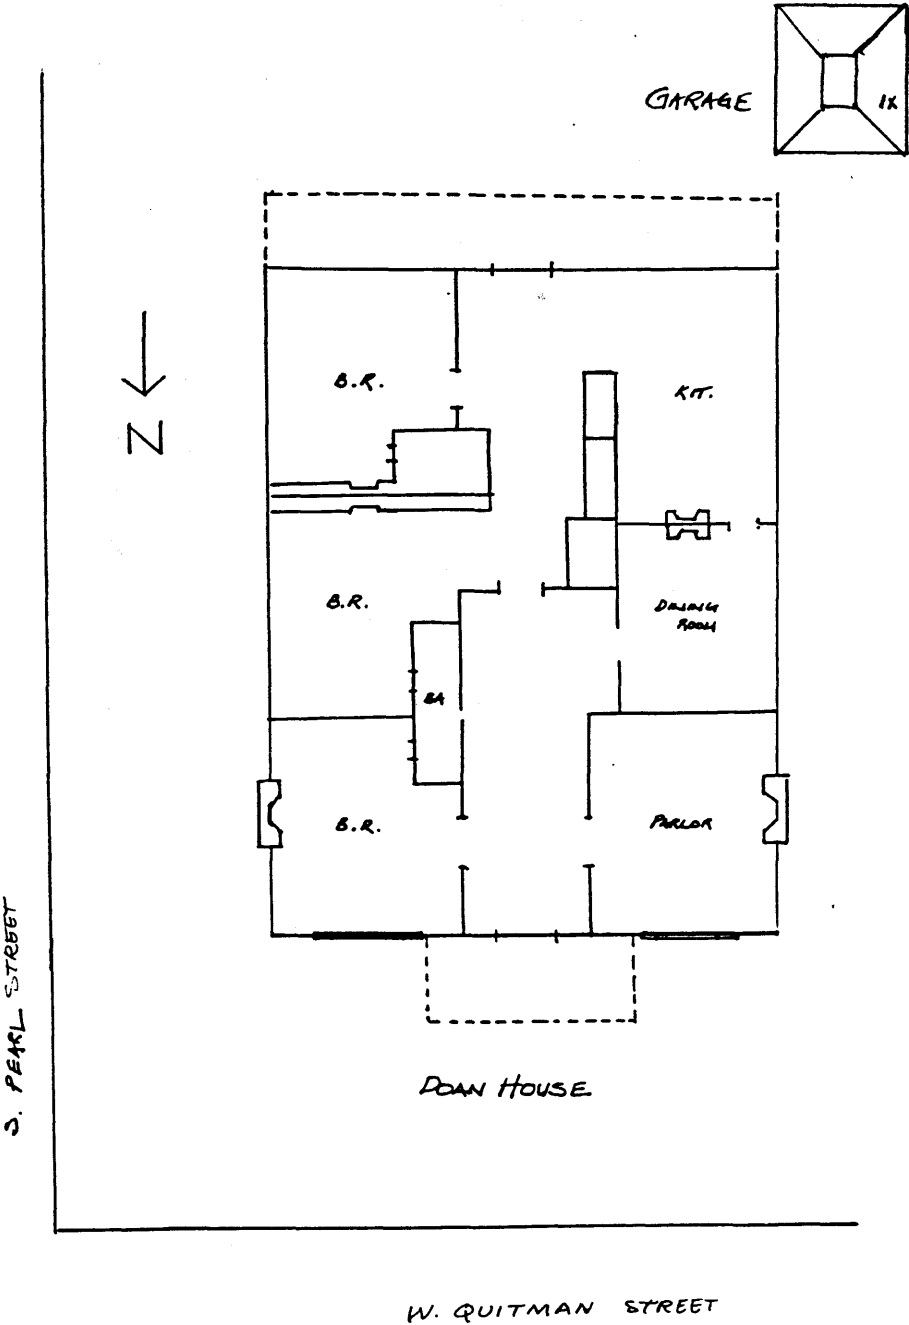 GARAGE
1X
B.R.
KIT.
N
B.R.
DINING
ROOM
BA
B.R.
PARLOR
S. PEARL STREET
DOAN HOUSE
W. QUITMAN STREET